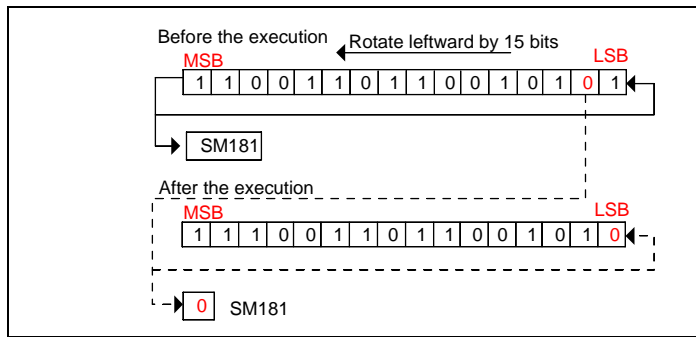 Before the execution
Rotate leftward by 15 bits
MSB LSB
1 1 0 0 1 1 0 1 1 0 0 1 0 1 0 1
SM181
After the execution
MSB LSB
1 1 1 0 0 1 1 0 1 1 0 0 1 0 1 0
0 SM181